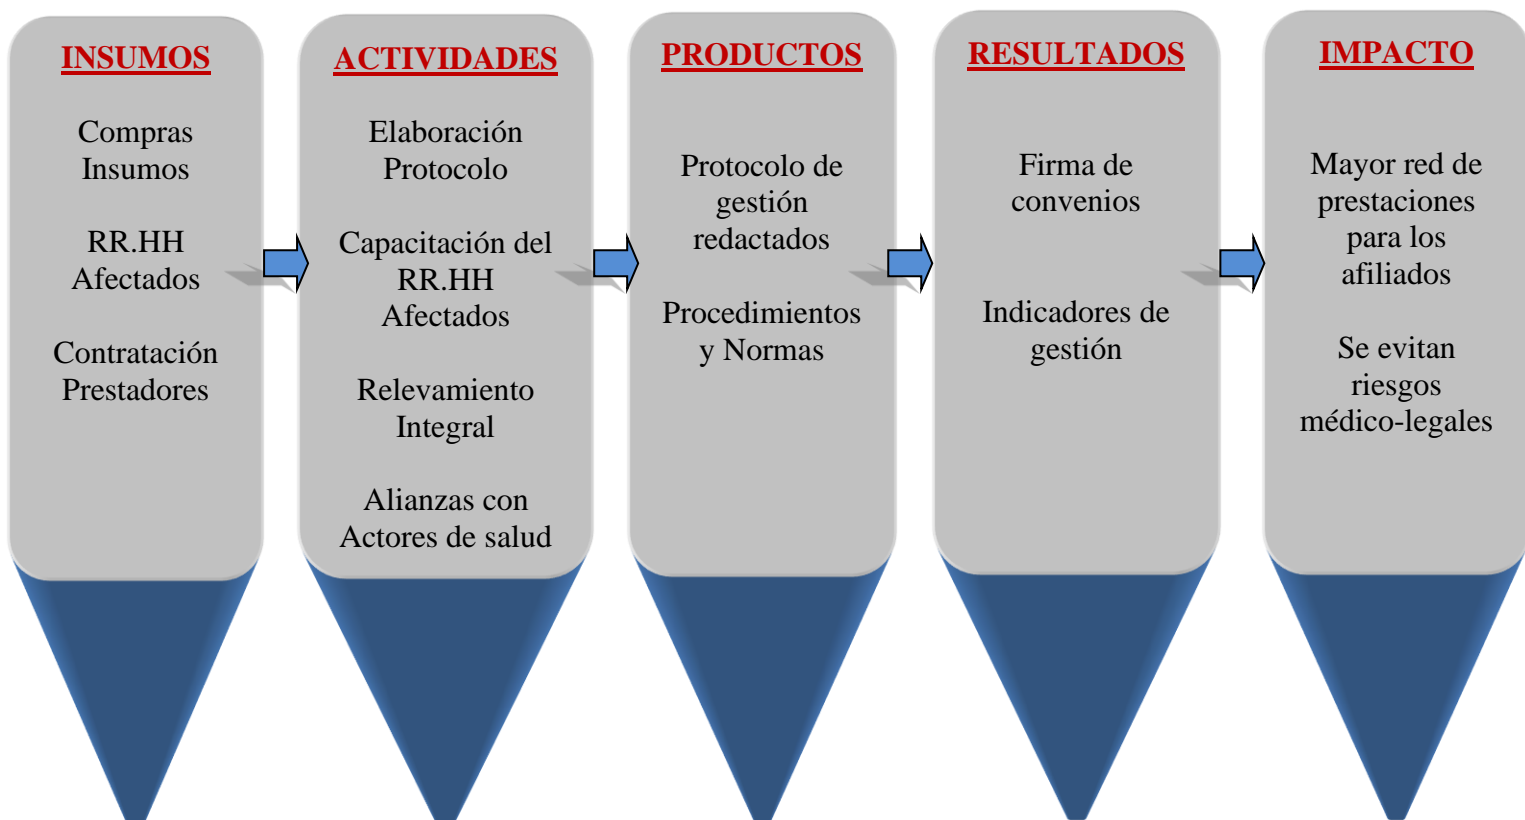 INSUMOS
Compras
Insumos
RR.HH
Afectados
Contratación
Prestadores
ACTIVIDADES
Elaboración
Protocolo
Capacitación del
RR.HH
Afectados
Relevamiento
Integral
Alianzas con
Actores de salud
PRODUCTOS
Protocolo de
gestión
redactados
Procedimientos
y Normas
RESULTADOS
Firma de
convenios
Indicadores de
gestión
IMPACTO
Mayor red de
prestaciones
para los
afiliados
Se evitan
riesgos
médico-legales